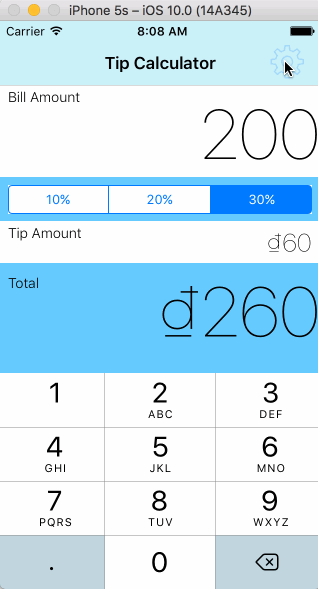 iPhone 5s – iOS 10.0 (14A345)
Carrier 8:08 AM
Tip Calculator
Bill Amount
200
10% 20% 30%
Tip Amount
₫60
Total
₫260
1 2 3
ABC DEF
4 5 6
GHI JKL MNO
7 8 9
PQRS TUV WXYZ
. 0